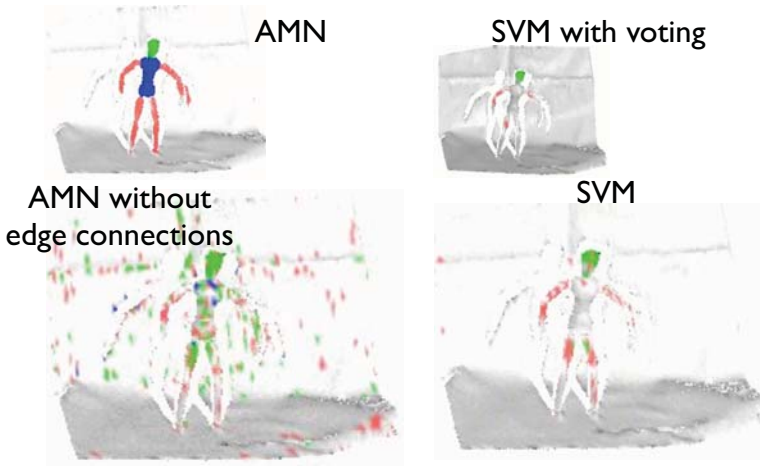 AMN
SVM with voting
AMN without
edge connections
SVM